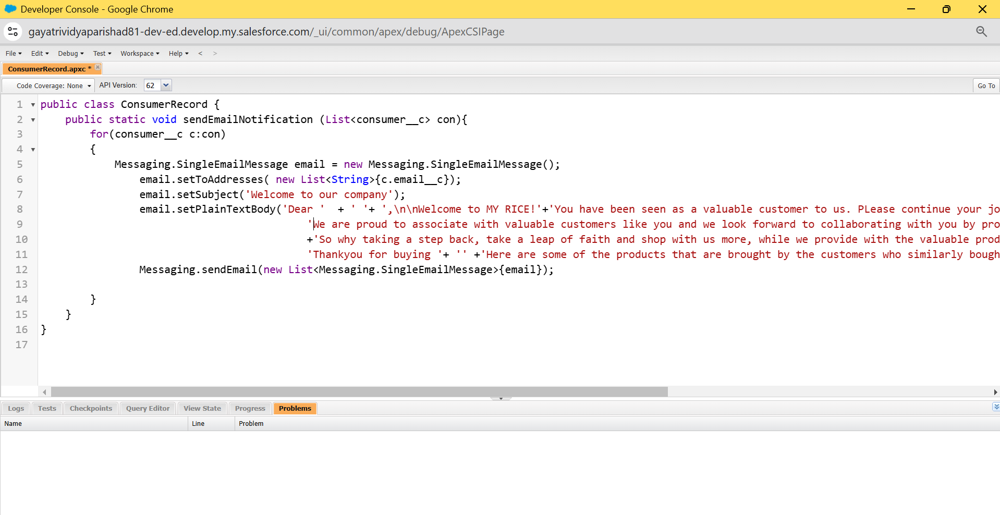 Developer Console - Google Chrome
gayatrividyaparishad81-dev-ed.develop.my.salesforce.com/_ui/common/apex/debug/ApexCSIPage
File Edit Debug Test Workspace Help < >
ConsumerRecord.apxc *
Code Coverage: None API Version: 62 Go To
1 public class ConsumerRecord {
2 public static void sendEmailNotification (List<consumer__c> con){
3 for(consumer__c c:con)
4 {
5 Messaging.SingleEmailMessage email = new Messaging.SingleEmailMessage();
6 email.setToAddresses( new List<String>{c.email__c});
7 email.setSubject('Welcome to our company');
8 email.setPlainTextBody('Dear '  + ' '+ ',\n\nWelcome to MY RICE!'+'You have been seen as a valuable customer to us. PLease continue your jo
9 'We are proud to associate with valuable customers like you and we look forward to collaborating with you by pro
10 +'So why taking a step back, take a leap of faith and shop with us more, while we provide with the valuable prod
11 'Thankyou for buying '+ '' +'Here are some of the products that are brought by the customers who similarly bough
12 Messaging.sendEmail(new List<Messaging.SingleEmailMessage>{email});
13
14 }
15 }
16 }
17
Logs Tests Checkpoints Query Editor View State Progress Problems
Name Line Problem